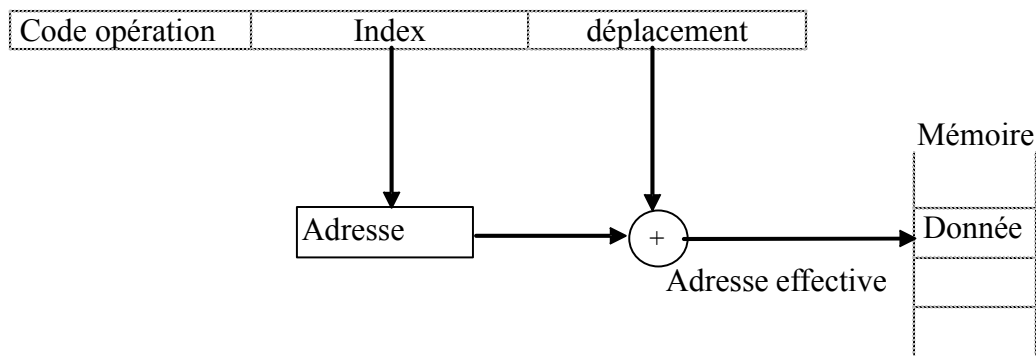 Code opération Index déplacement
Mémoire
Adresse + Donnée
Adresse effective